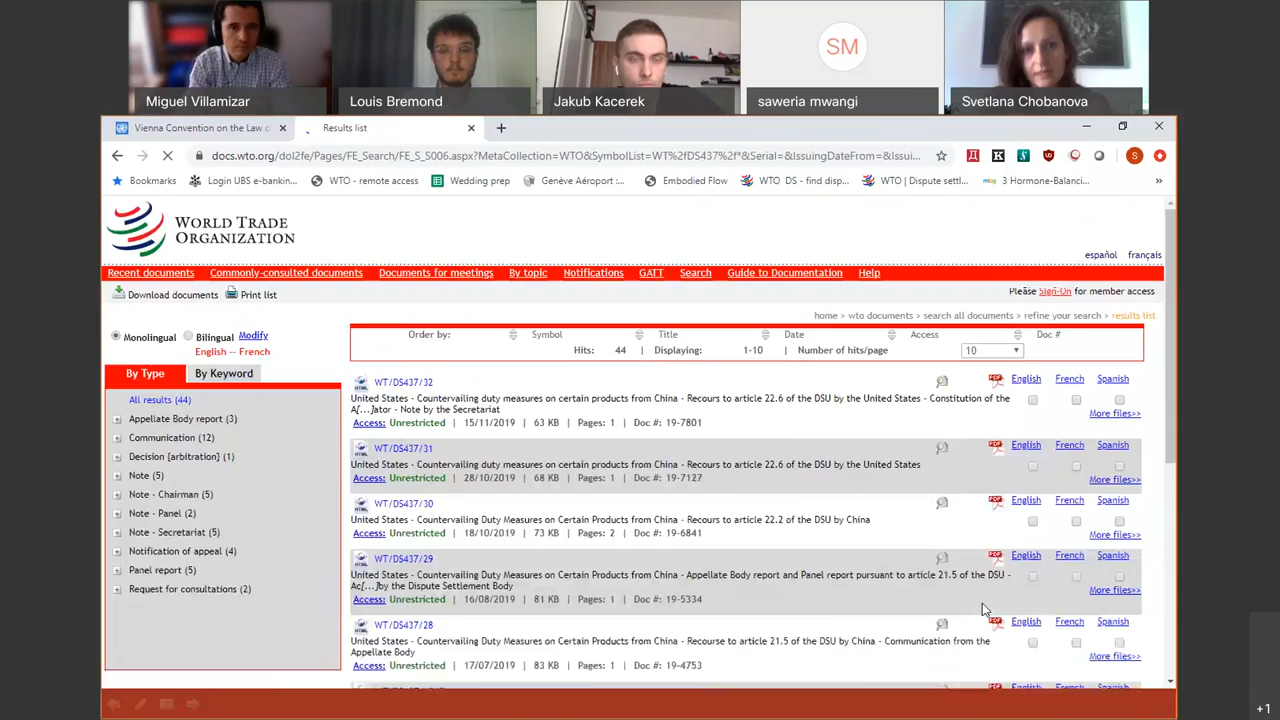 SM
Miguel Villamizar
Louis Bremond
Jakub Kacerek
saweria mwangi
Svetlana Chobanova
Vienna Convention on the Law o
Results list
docs.wto.org/dol2fe/Pages/FE_Search/FE_S_S006.aspx?MetaCollection=WTO&SymbolList=WT%2fDS437%2f*&Serial=&IssuingDateFrom=&Issuin...
S
Bookmarks
Login UBS e-bankin...
WTO - remote access
Wedding prep
Genève Aéroport :...
Embodied Flow
WTO DS - find disp...
WTO | Dispute settl...
3 Hormone-Balanci...
»
WORLD TRADE
ORGANIZATION
español français
Recent documents Commonly-consulted documents Documents for meetings By topic Notifications GATT Search Guide to Documentation Help
Download documents Print list
Please Sign-On for member access
home > wto documents > search all documents > refine your search > results list
Monolingual Bilingual Modify
English -- French
Order by: Symbol Title Date Access Doc #
Hits: 44 | Displaying: 1-10 | Number of hits/page 10
By Type By Keyword
All results (44)
Appellate Body report (3)
Communication (12)
Decision [arbitration] (1)
Note (5)
Note - Chairman (5)
Note - Panel (2)
Note - Secretariat (5)
Notification of appeal (4)
Panel report (5)
Request for consultations (2)
WT/DS437/32 English French Spanish
United States - Countervailing duty measures on certain products from China - Recours to article 22.6 of the DSU by the United States - Constitution of the
A[...]ator - Note by the Secretariat
More files>>
Access: Unrestricted | 15/11/2019 | 63 KB | Pages: 1 | Doc #: 19-7801
WT/DS437/31 English French Spanish
United States - Countervailing duty measures on certain products from China - Recours to article 22.6 of the DSU by the United States
Access: Unrestricted | 28/10/2019 | 68 KB | Pages: 1 | Doc #: 19-7127
More files>>
WT/DS437/30 English French Spanish
United States - Countervailing Duty Measures on Certain Products from China - Recours to article 22.2 of the DSU by China
Access: Unrestricted | 18/10/2019 | 73 KB | Pages: 2 | Doc #: 19-6841
More files>>
WT/DS437/29 English French Spanish
United States - Countervailing Duty Measures on Certain Products from China - Appellate Body report and Panel report pursuant to article 21.5 of the DSU -
Ac[...]by the Dispute Settlement Body
More files>>
Access: Unrestricted | 16/08/2019 | 81 KB | Pages: 1 | Doc #: 19-5334
WT/DS437/28 English French Spanish
United States - Countervailing Duty Measures on Certain Products from China - Recourse to article 21.5 of the DSU by China - Communication from the
Appellate Body
More files>>
Access: Unrestricted | 17/07/2019 | 83 KB | Pages: 1 | Doc #: 19-4753
English French Spanish
+1